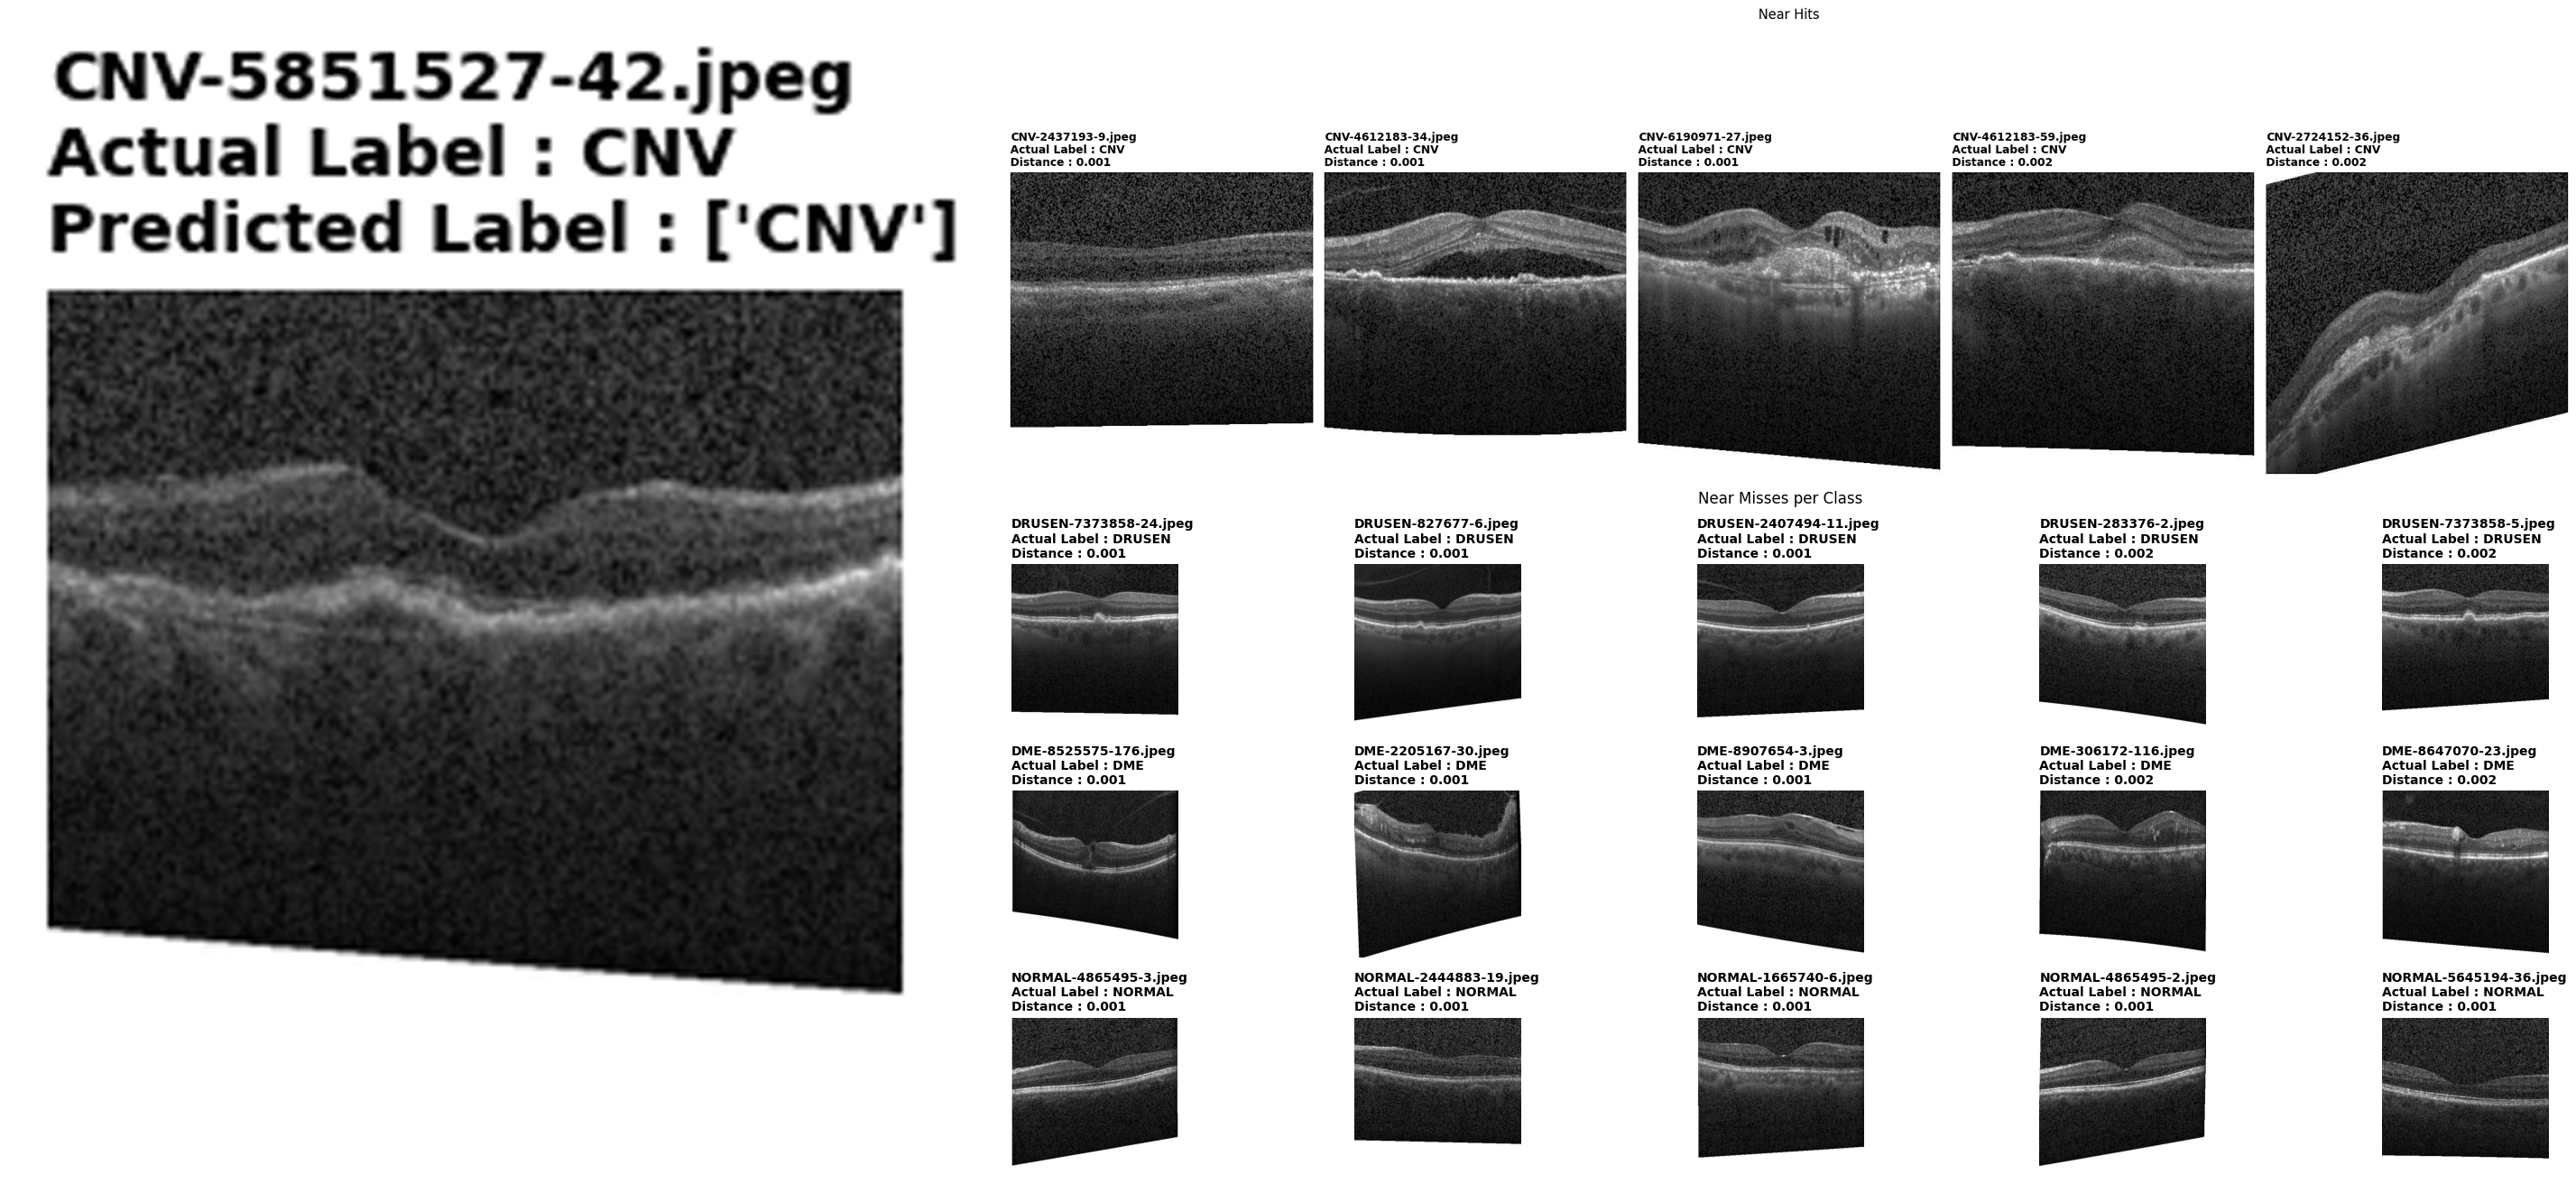 CNV-5851527-42.jpeg
Actual Label : CNV
Predicted Label : ['CNV']
Near Hits
CNV-2437193-9.jpeg
Actual Label : CNV
Distance : 0.001
CNV-4612183-34.jpeg
Actual Label : CNV
Distance : 0.001
CNV-6190971-27.jpeg
Actual Label : CNV
Distance : 0.001
CNV-4612183-59.jpeg
Actual Label : CNV
Distance : 0.002
CNV-2724152-36.jpeg
Actual Label : CNV
Distance : 0.002
Near Misses per Class
DRUSEN-7373858-24.jpeg
Actual Label : DRUSEN
Distance : 0.001
DRUSEN-827677-6.jpeg
Actual Label : DRUSEN
Distance : 0.001
DRUSEN-2407494-11.jpeg
Actual Label : DRUSEN
Distance : 0.001
DRUSEN-283376-2.jpeg
Actual Label : DRUSEN
Distance : 0.002
DRUSEN-7373858-5.jpeg
Actual Label : DRUSEN
Distance : 0.002
DME-8525575-176.jpeg
Actual Label : DME
Distance : 0.001
DME-2205167-30.jpeg
Actual Label : DME
Distance : 0.001
DME-8907654-3.jpeg
Actual Label : DME
Distance : 0.001
DME-306172-116.jpeg
Actual Label : DME
Distance : 0.002
DME-8647070-23.jpeg
Actual Label : DME
Distance : 0.002
NORMAL-4865495-3.jpeg
Actual Label : NORMAL
Distance : 0.001
NORMAL-2444883-19.jpeg
Actual Label : NORMAL
Distance : 0.001
NORMAL-1665740-6.jpeg
Actual Label : NORMAL
Distance : 0.001
NORMAL-4865495-2.jpeg
Actual Label : NORMAL
Distance : 0.001
NORMAL-5645194-36.jpeg
Actual Label : NORMAL
Distance : 0.001